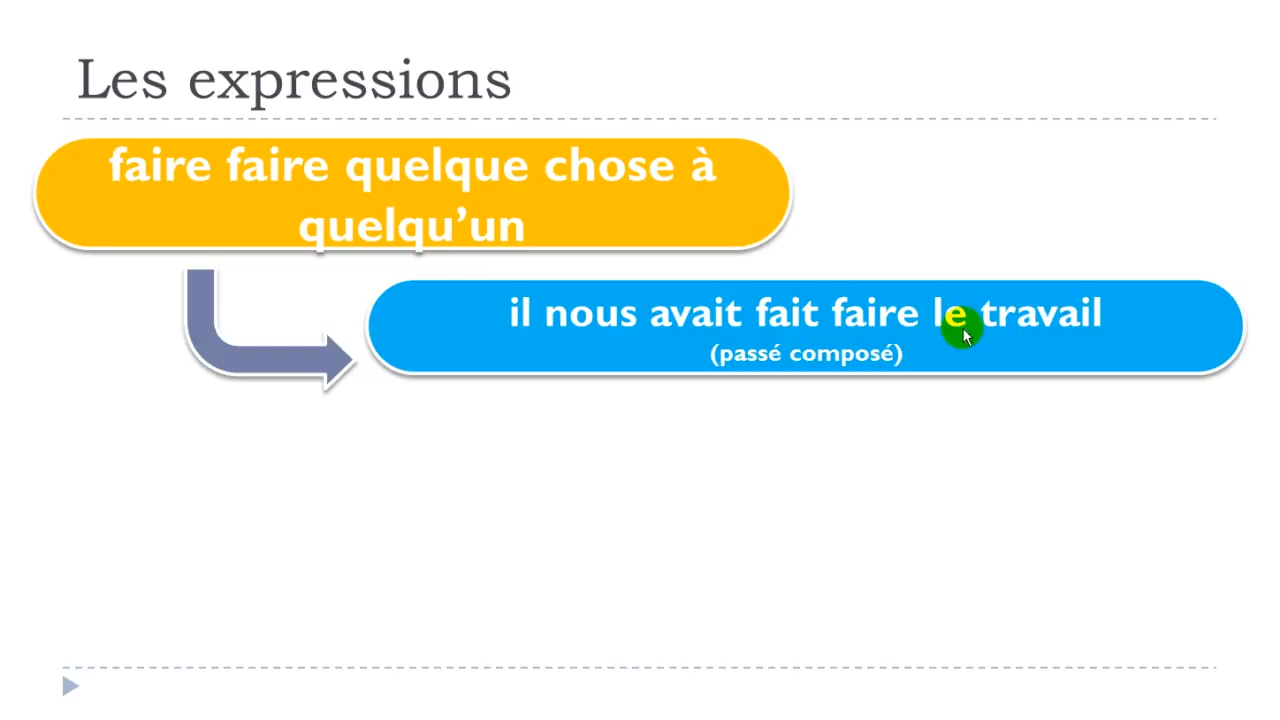 Les expressions
faire faire quelque chose à
quelqu’un
il nous avait fait faire le travail
(passé composé)